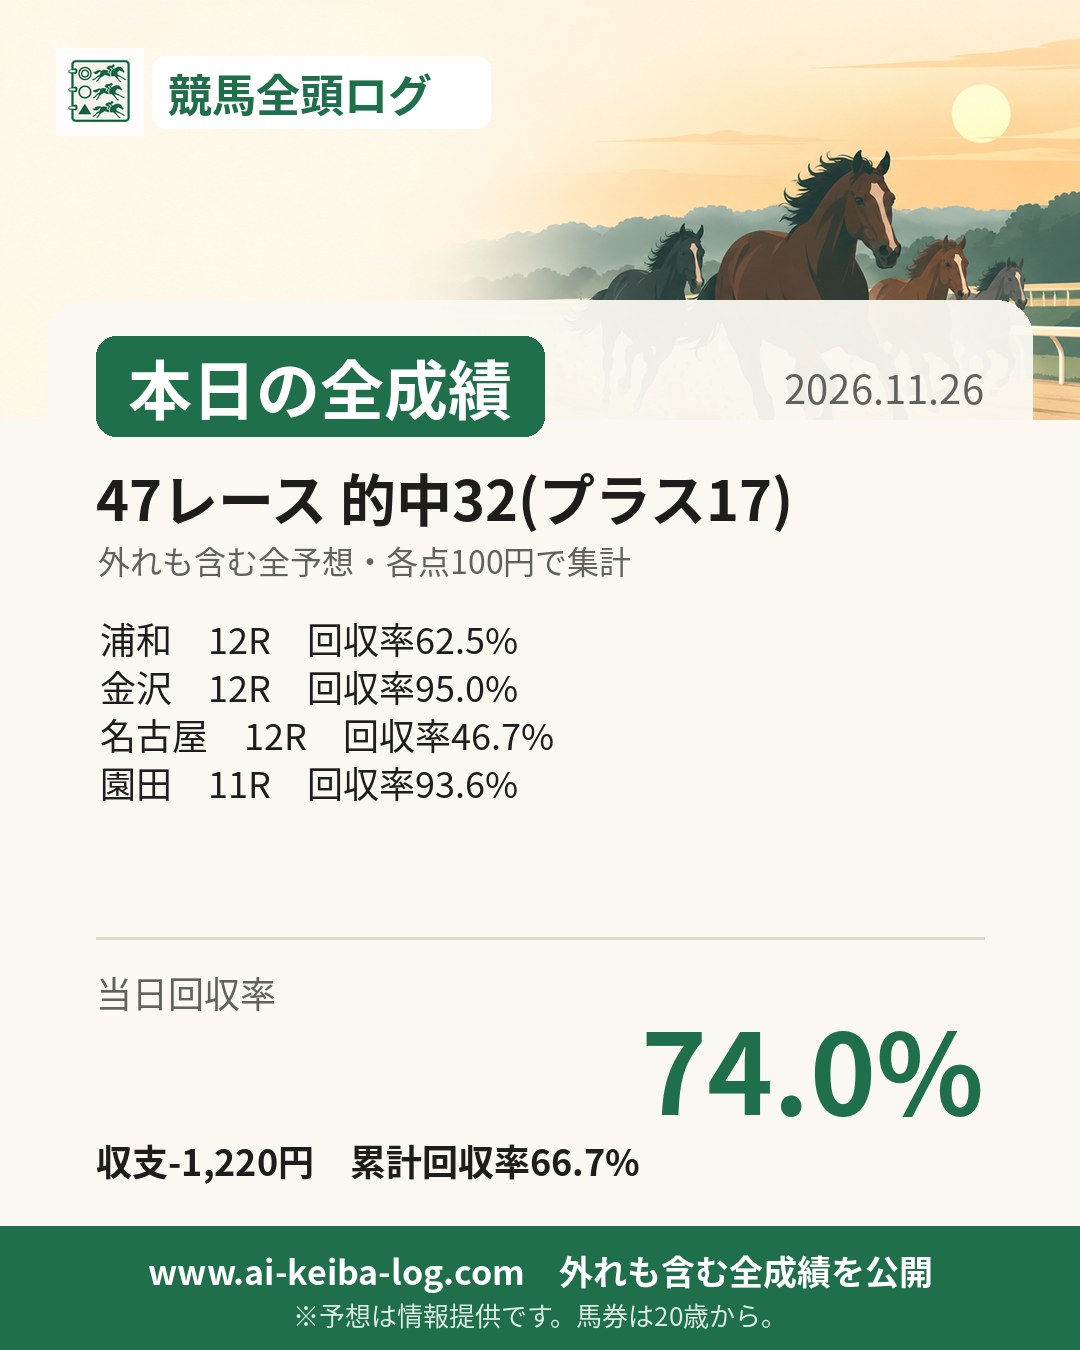 競馬全頭ログ
本日の全成績
2026.11.26
47レース 的中32(プラス17)
外れも含む全予想・各点100円で集計
浦和　12R　回収率62.5%
金沢　12R　回収率95.0%
名古屋　12R　回収率46.7%
園田　11R　回収率93.6%
当日回収率
74.0%
収支-1,220円　累計回収率66.7%
www.ai-keiba-log.com　外れも含む全成績を公開
※予想は情報提供です。馬券は20歳から。